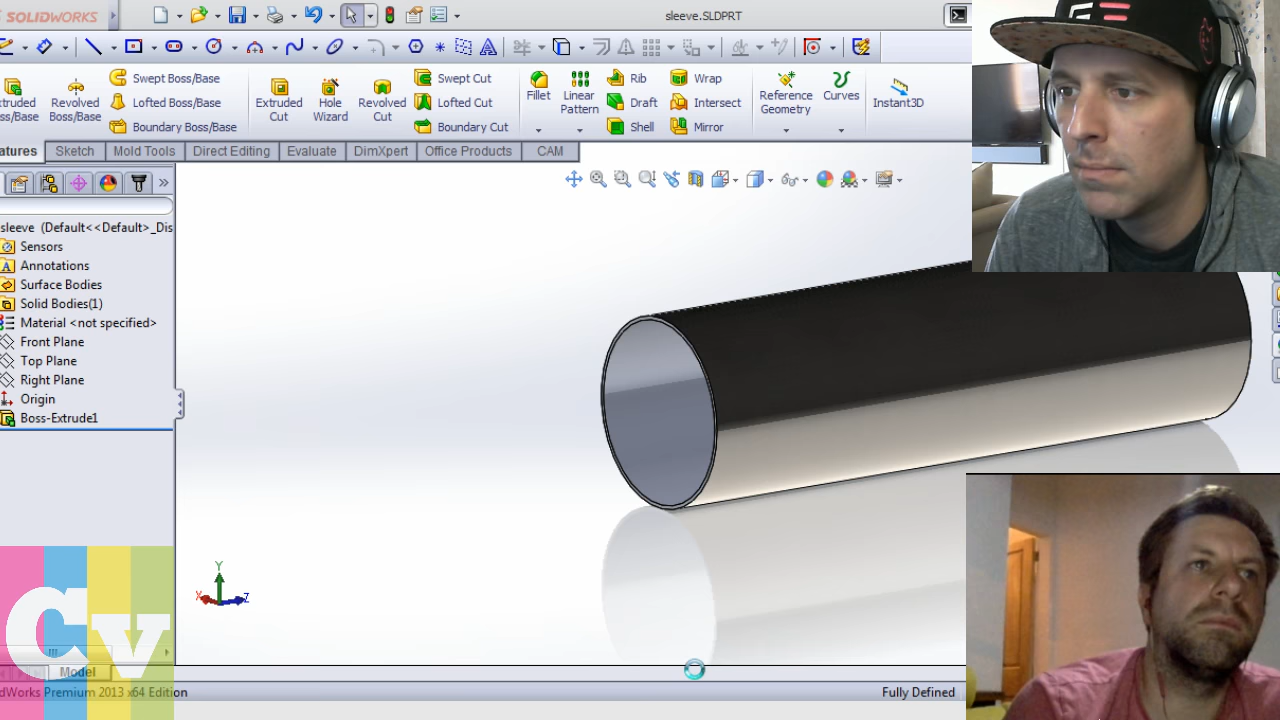 SOLIDWORKS
sleeve.SLDPRT
Swept Boss/Base
Lofted Boss/Base
Boundary Boss/Base
truded
ss/Base
Revolved
Boss/Base
Extruded
Cut
Hole
Wizard
Revolved
Cut
Swept Cut
Lofted Cut
Boundary Cut
Fillet
Linear
Pattern
Rib
Draft
Shell
Wrap
Intersect
Mirror
Reference
Geometry
Curves
Instant3D
atures Sketch Mold Tools Direct Editing Evaluate DimXpert Office Products CAM
sleeve (Default<<Default>_Dis
Sensors
Annotations
Surface Bodies
Solid Bodies(1)
Material <not specified>
Front Plane
Top Plane
Right Plane
Origin
Boss-Extrude1
Y
X
Z
Cv
Model
dWorks Premium 2013 x64 Edition
Fully Defined